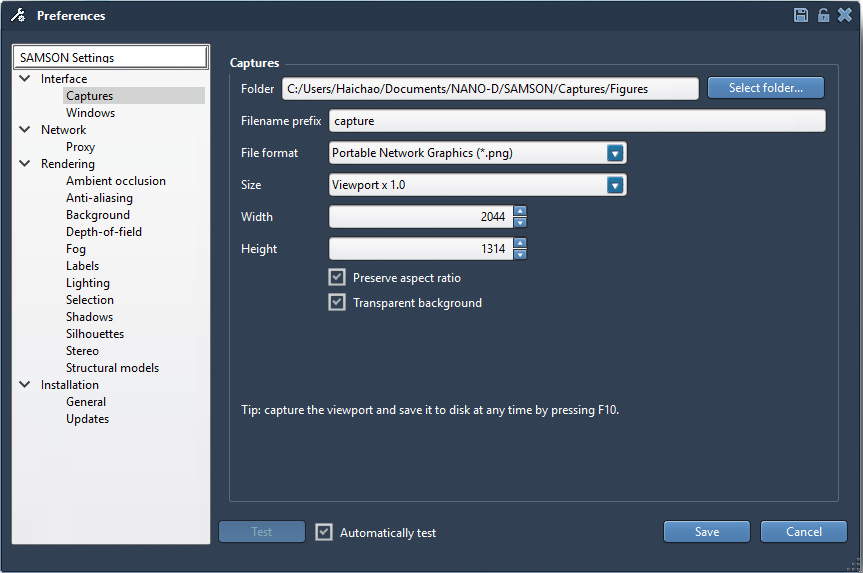 Preferences
SAMSON Settings
Interface
Captures
Windows
Network
Proxy
Rendering
Ambient occlusion
Anti-aliasing
Background
Depth-of-field
Fog
Labels
Lighting
Selection
Shadows
Silhouettes
Stereo
Structural models
Installation
General
Updates
Captures
Folder C:/Users/Haichao/Documents/NANO-D/SAMSON/Captures/Figures Select folder...
Filename prefix capture
File format Portable Network Graphics (*.png)
Size Viewport x 1.0
Width 2044
Height 1314
Preserve aspect ratio
Transparent background
Tip: capture the viewport and save it to disk at any time by pressing F10.
Test Automatically test Save Cancel